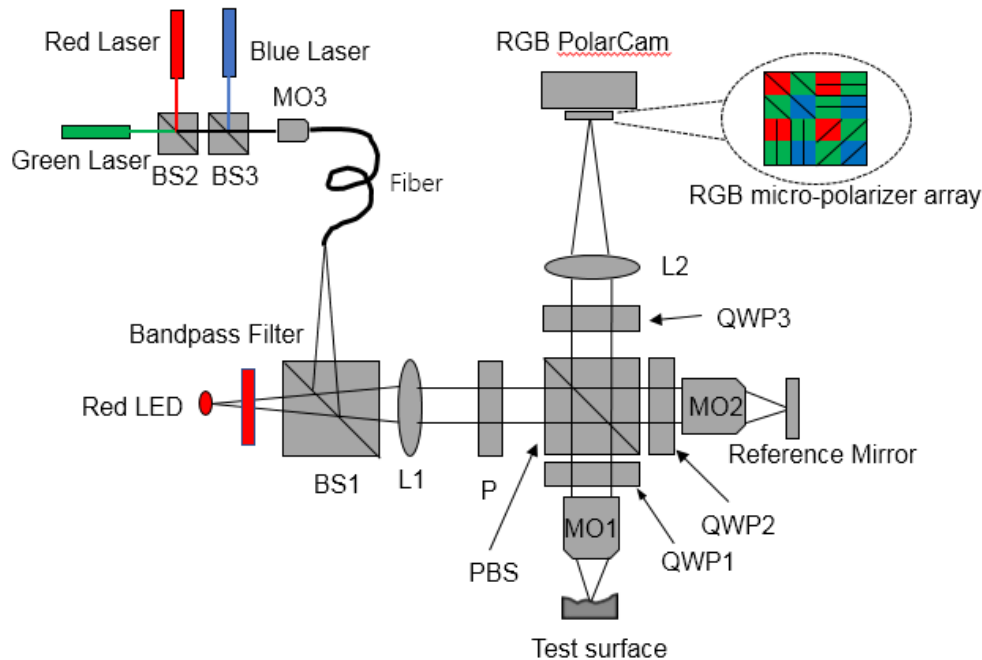 Red Laser
Blue Laser
MO3
Green Laser
BS2
BS3
Fiber
RGB PolarCam
RGB micro-polarizer array
L2
QWP3
Bandpass Filter
Red LED
BS1
L1
P
MO2
Reference Mirror
QWP2
QWP1
MO1
PBS
Test surface